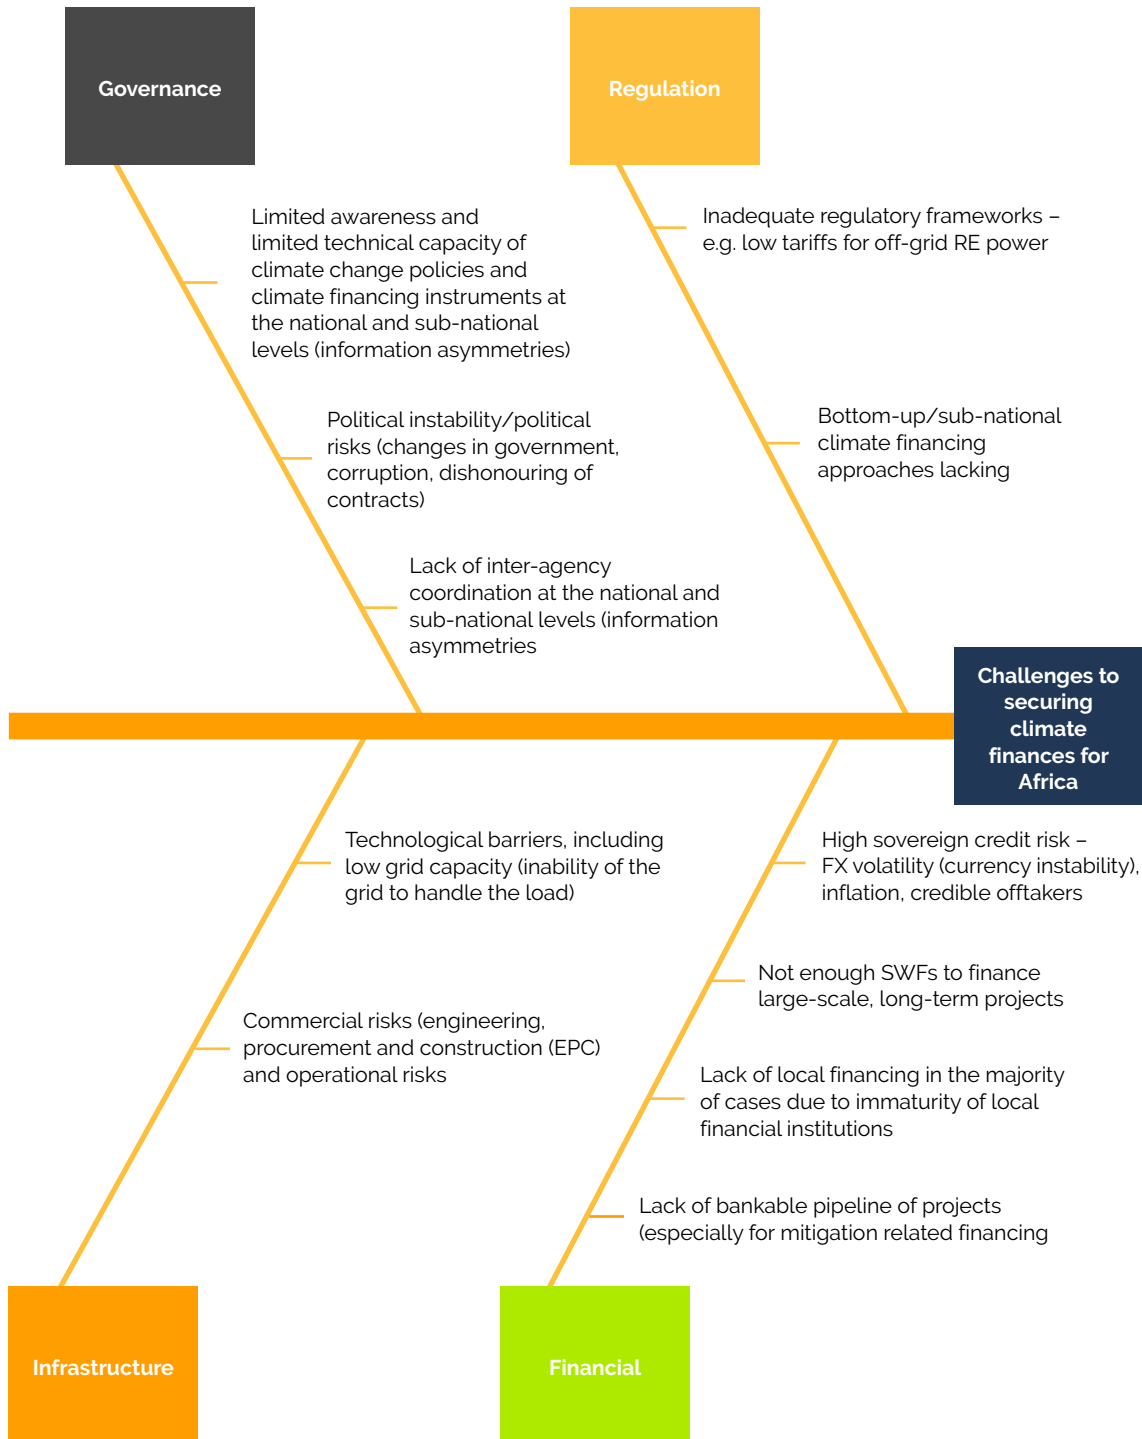 Governance
Regulation
Limited awareness and
limited technical capacity of
climate change policies and
climate financing instruments at
the national and sub-national
levels (information asymmetries)
Inadequate regulatory frameworks –
e.g. low tariffs for off-grid RE power
Political instability/political
risks (changes in government,
corruption, dishonouring of
contracts)
Bottom-up/sub-national
climate financing
approaches lacking
Lack of inter-agency
coordination at the national and
sub-national levels (information
asymmetries
Challenges to
securing
climate
finances for
Africa
Technological barriers, including
low grid capacity (inability of the
grid to handle the load)
High sovereign credit risk –
FX volatility (currency instability),
inflation, credible offtakers
Not enough SWFs to finance
large-scale, long-term projects
Commercial risks (engineering,
procurement and construction (EPC)
and operational risks
Lack of local financing in the majority
of cases due to immaturity of local
financial institutions
Lack of bankable pipeline of projects
(especially for mitigation related financing
Infrastructure
Financial